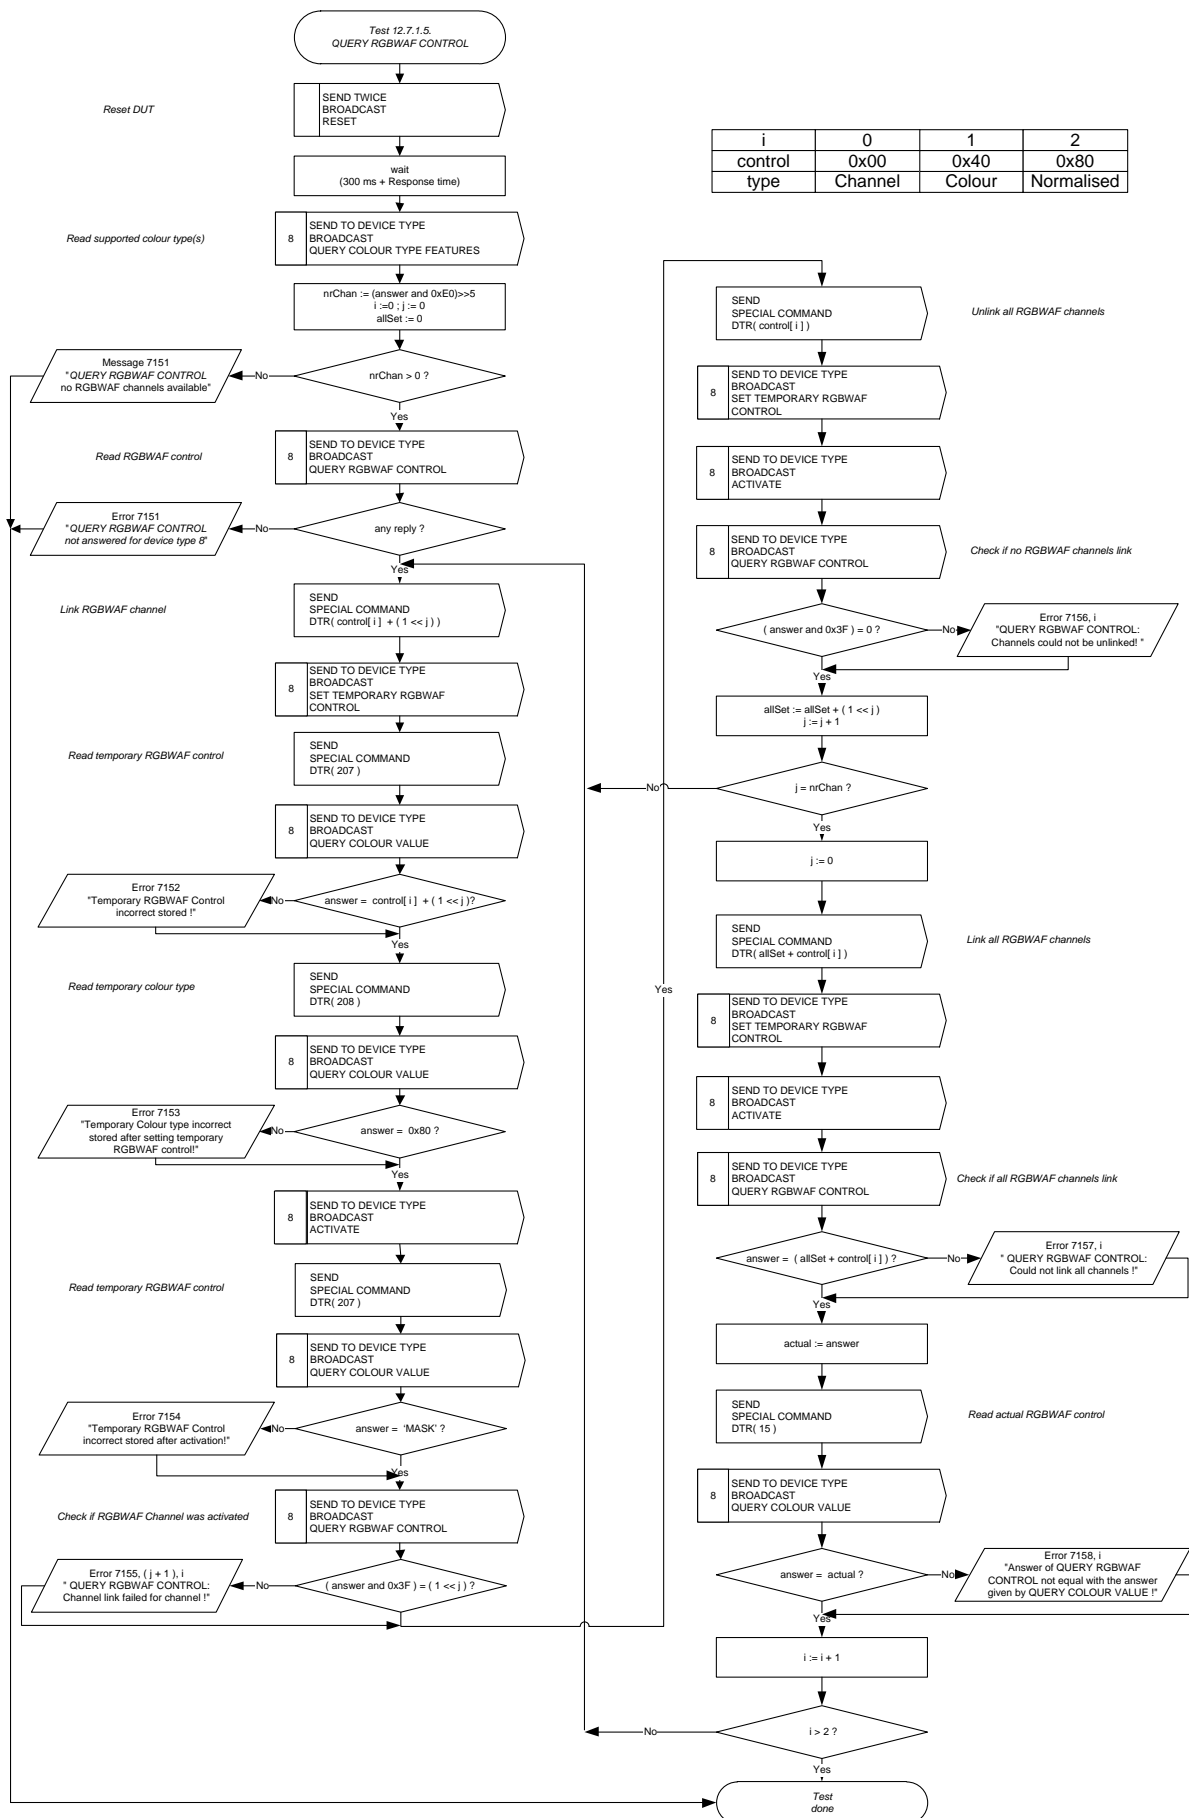 Test 12.7.1.5.
QUERY RGBWAF CONTROL
Reset DUT
SEND TWICE
BROADCAST
RESET
wait
(300 ms + Response time)
Read supported colour type(s)
8
SEND TO DEVICE TYPE
BROADCAST
QUERY COLOUR TYPE FEATURES
nrChan := (answer and 0xE0)>>5
i :=0 ; j := 0
allSet := 0
Message 7151
"QUERY RGBWAF CONTROL
no RGBWAF channels available"
No
nrChan > 0 ?
Yes
Read RGBWAF control
8
SEND TO DEVICE TYPE
BROADCAST
QUERY RGBWAF CONTROL
Error 7151
"QUERY RGBWAF CONTROL
not answered for device type 8"
No
any reply ?
Yes
Link RGBWAF channel
SEND
SPECIAL COMMAND
DTR( control[ i ] + ( 1 << j ) )
8
SEND TO DEVICE TYPE
BROADCAST
SET TEMPORARY RGBWAF
CONTROL
Read temporary RGBWAF control
SEND
SPECIAL COMMAND
DTR( 207 )
8
SEND TO DEVICE TYPE
BROADCAST
QUERY COLOUR VALUE
Error 7152
"Temporary RGBWAF Control
incorrect stored !"
No
answer = control[ i ] + ( 1 << j )?
Yes
Read temporary colour type
SEND
SPECIAL COMMAND
DTR( 208 )
8
SEND TO DEVICE TYPE
BROADCAST
QUERY COLOUR VALUE
Error 7153
"Temporary Colour type incorrect
stored after setting temporary
RGBWAF control!"
No
answer = 0x80 ?
Yes
8
SEND TO DEVICE TYPE
BROADCAST
ACTIVATE
Read temporary RGBWAF control
SEND
SPECIAL COMMAND
DTR( 207 )
8
SEND TO DEVICE TYPE
BROADCAST
QUERY COLOUR VALUE
Error 7154
"Temporary RGBWAF Control
incorrect stored after activation!"
No
answer = ‘MASK’ ?
Yes
Check if RGBWAF Channel was activated
8
SEND TO DEVICE TYPE
BROADCAST
QUERY RGBWAF CONTROL
Error 7155, ( j + 1 ), i
" QUERY RGBWAF CONTROL:
Channel link failed for channel !"
No
( answer and 0x3F ) = ( 1 << j ) ?
Yes
i 0 1 2
control 0x00 0x40 0x80
type Channel Colour Normalised
SEND
SPECIAL COMMAND
DTR( control[ i ] )
Unlink all RGBWAF channels
8
SEND TO DEVICE TYPE
BROADCAST
SET TEMPORARY RGBWAF
CONTROL
8
SEND TO DEVICE TYPE
BROADCAST
ACTIVATE
8
SEND TO DEVICE TYPE
BROADCAST
QUERY RGBWAF CONTROL
Check if no RGBWAF channels link
( answer and 0x3F ) = 0 ?
No
Error 7156, i
"QUERY RGBWAF CONTROL:
Channels could not be unlinked! "
Yes
allSet := allSet + ( 1 << j )
j := j + 1
No
j = nrChan ?
Yes
j := 0
SEND
SPECIAL COMMAND
DTR( allSet + control[ i ] )
Link all RGBWAF channels
8
SEND TO DEVICE TYPE
BROADCAST
SET TEMPORARY RGBWAF
CONTROL
8
SEND TO DEVICE TYPE
BROADCAST
ACTIVATE
8
SEND TO DEVICE TYPE
BROADCAST
QUERY RGBWAF CONTROL
Check if all RGBWAF channels link
answer = ( allSet + control[ i ] ) ?
No
Error 7157, i
" QUERY RGBWAF CONTROL:
Could not link all channels !"
Yes
actual := answer
SEND
SPECIAL COMMAND
DTR( 15 )
Read actual RGBWAF control
8
SEND TO DEVICE TYPE
BROADCAST
QUERY COLOUR VALUE
answer = actual ?
No
Error 7158, i
"Answer of QUERY RGBWAF
CONTROL not equal with the answer
given by QUERY COLOUR VALUE !"
Yes
i := i + 1
No
i > 2 ?
Yes
Test
done